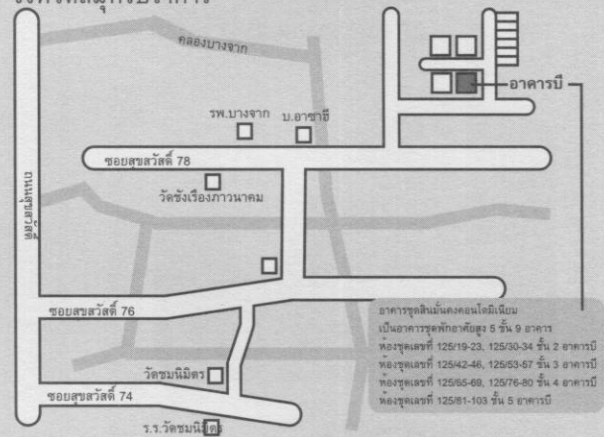 คลองบางจาก
อาคารบี
รพ.บางจาก
บ.อาซาฮี
ซอยสุขสวัสดิ์ 78
ถนนสุขสวัสดิ์
วัดชังเรืองภาวนาคม
ซอยสุขสวัสดิ์ 76
อาคารชุดสินมั่นคงคอนโดมิเนียม
เป็นอาคารชุดพักอาศัยสูง 5 ชั้น 9 อาคาร
ห้องชุดเลขที่ 125/19-23, 125/30-34 ชั้น 2 อาคารบี
ห้องชุดเลขที่ 125/42-46, 125/53-57 ชั้น 3 อาคารบี
ห้องชุดเลขที่ 125/65-69, 125/76-80 ชั้น 4 อาคารบี
ห้องชุดเลขที่ 125/81-103 ชั้น 5 อาคารบี
วัดชมนิมิตร
ซอยสุขสวัสดิ์ 74
ร.ร.วัดชมนิมิตร